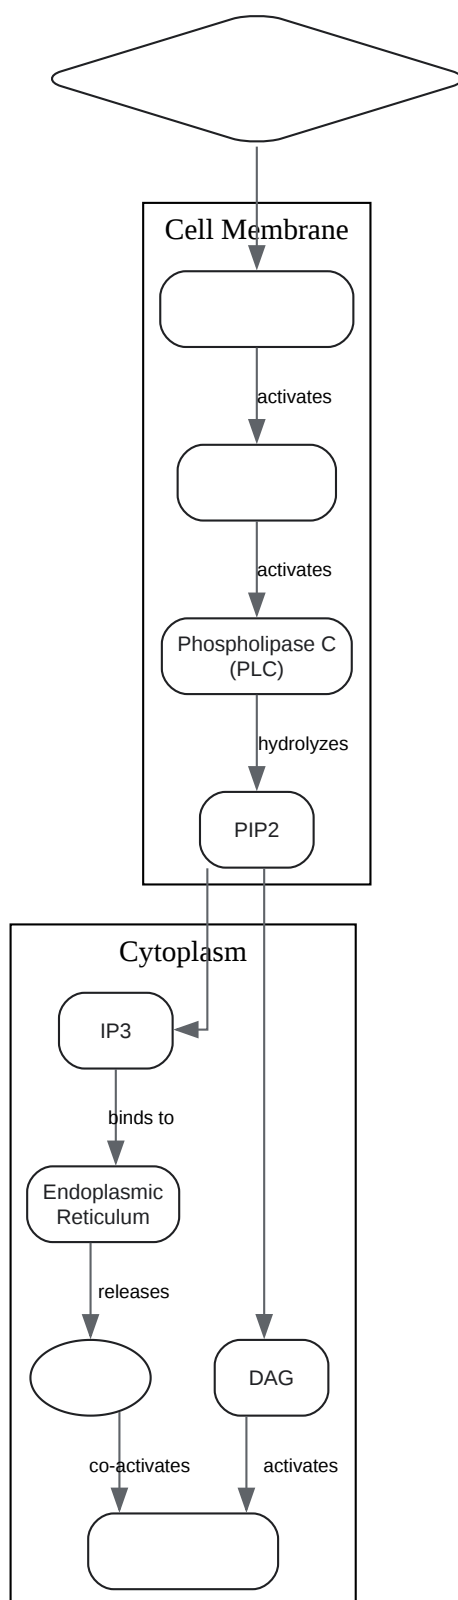 Cell Membrane
activates
activates
Phospholipase C
(PLC)
hydrolyzes
PIP2
Cytoplasm
IP3
binds to
Endoplasmic
Reticulum
releases
DAG
co-activates
activates